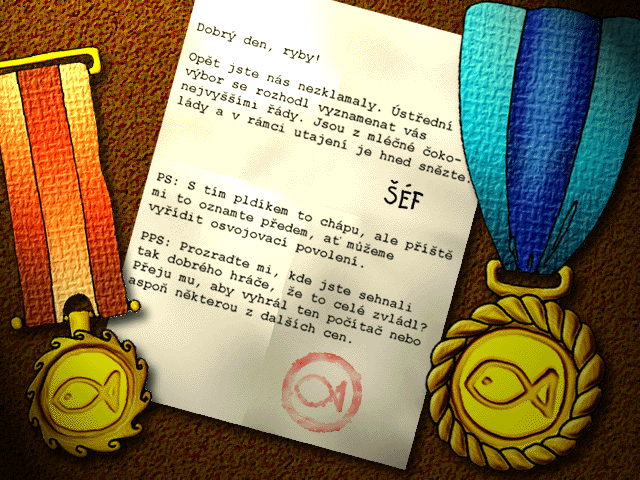 Dobrý den, ryby!
Opět jste nás nezklamaly. Ústřední
výbor se rozhodl vyznamenat vás
nejvyššími řády. Jsou z mléčné čoko-
lády a v rámci utajení je hned snězte.
ŠÉF
PS: S tím pldíkem to chápu, ale příště
mi to oznamte předem, ať můžeme
vyřídit osvojovací povolení.
PPS: Prozraďte mi, kde jste sehnali
tak dobrého hráče, že to celé zvládl?
Přeju mu, aby vyhrál ten počítač nebo
aspoň některou z dalších cen.